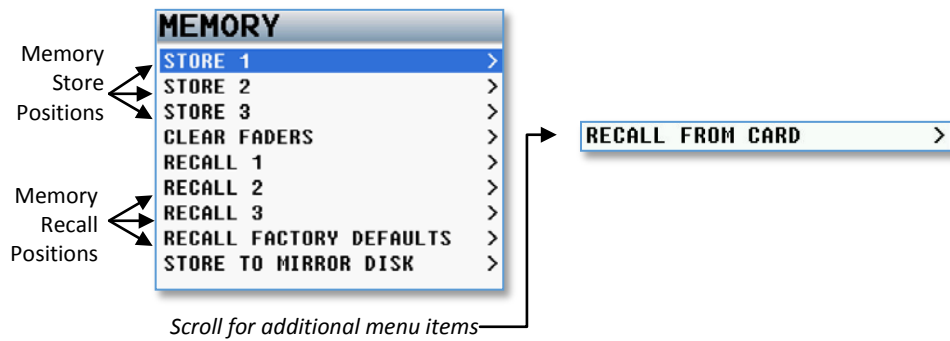 MEMORY
Memory
Store
Positions
STORE 1 >
STORE 2 >
STORE 3 >
CLEAR FADERS >
RECALL 1 >
RECALL 2 >
RECALL 3 >
RECALL FACTORY DEFAULTS >
STORE TO MIRROR DISK >
Memory
Recall
Positions
Scroll for additional menu items
RECALL FROM CARD >